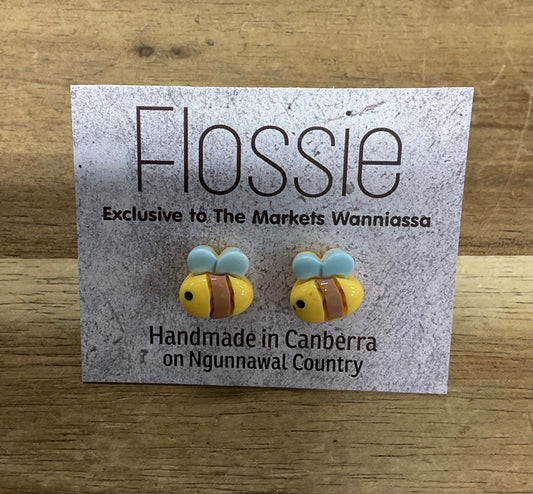 Flossie
Exclusive to The Markets Wanniassa
Handmade in Canberra
on Ngunnawal Country